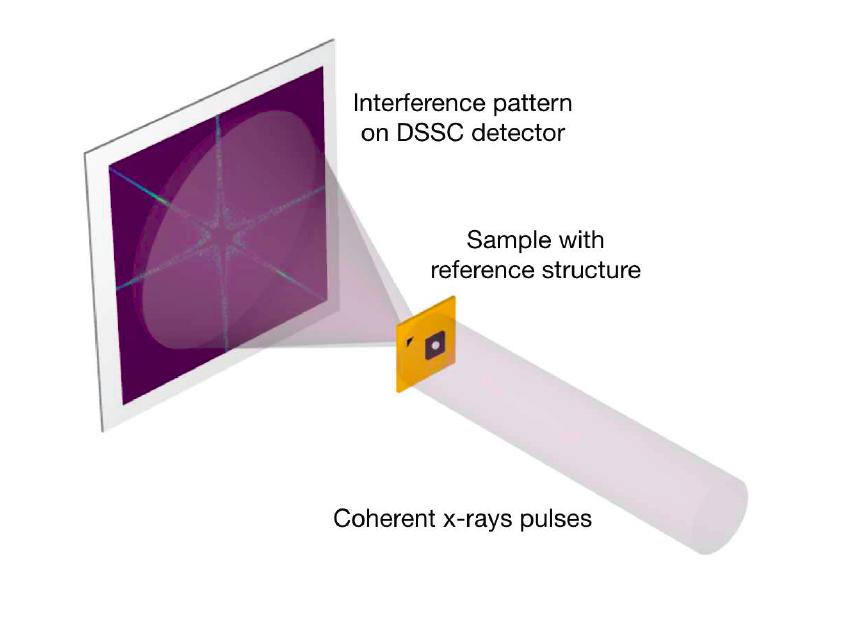 Interference pattern
on DSSC detector
Sample with
reference structure
Coherent x-rays pulses